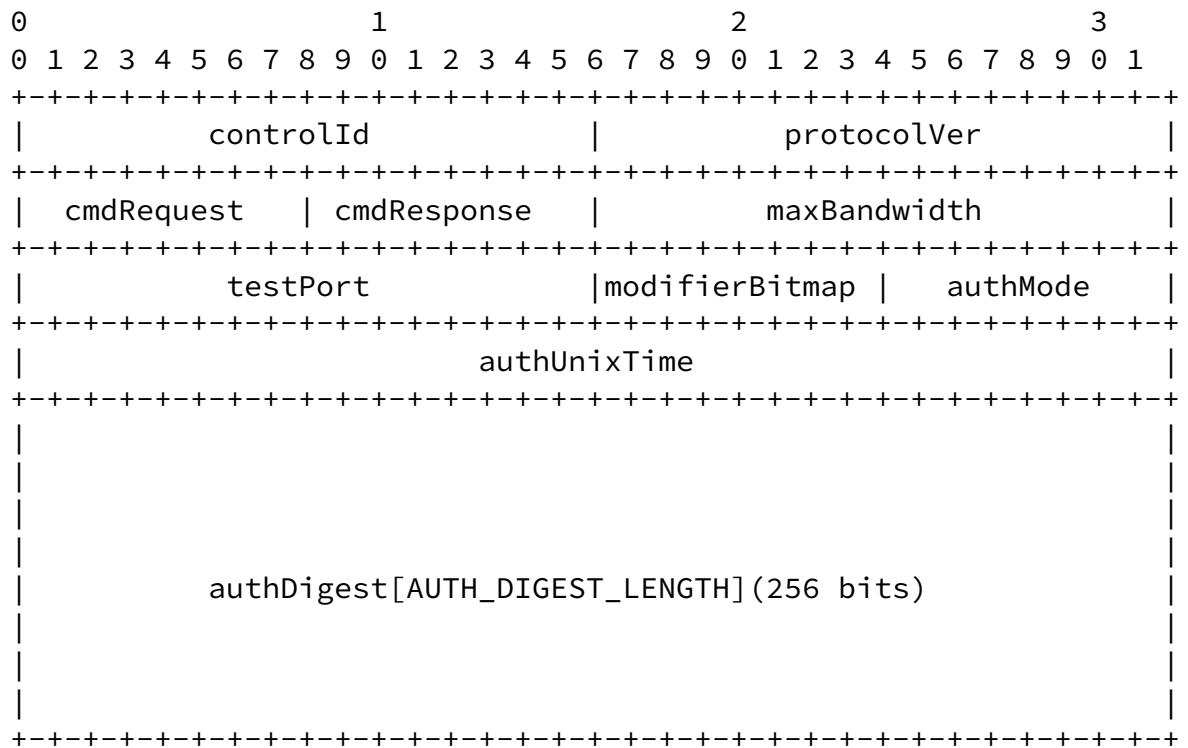 0                   1                   2                   3
0 1 2 3 4 5 6 7 8 9 0 1 2 3 4 5 6 7 8 9 0 1 2 3 4 5 6 7 8 9 0 1
+-+-+-+-+-+-+-+-+-+-+-+-+-+-+-+-+-+-+-+-+-+-+-+-+-+-+-+-+-+-+-+-+
|          controlId            |          protocolVer          |
+-+-+-+-+-+-+-+-+-+-+-+-+-+-+-+-+-+-+-+-+-+-+-+-+-+-+-+-+-+-+-+-+
|  cmdRequest   | cmdResponse   |         maxBandwidth          |
+-+-+-+-+-+-+-+-+-+-+-+-+-+-+-+-+-+-+-+-+-+-+-+-+-+-+-+-+-+-+-+-+
|           testPort            |modifierBitmap |   authMode    |
+-+-+-+-+-+-+-+-+-+-+-+-+-+-+-+-+-+-+-+-+-+-+-+-+-+-+-+-+-+-+-+-+
|                         authUnixTime                          |
+-+-+-+-+-+-+-+-+-+-+-+-+-+-+-+-+-+-+-+-+-+-+-+-+-+-+-+-+-+-+-+-+
|                                                               |
|                                                               |
|                                                               |
|                                                               |
|          authDigest[AUTH_DIGEST_LENGTH](256 bits)             |
|                                                               |
|                                                               |
|                                                               |
+-+-+-+-+-+-+-+-+-+-+-+-+-+-+-+-+-+-+-+-+-+-+-+-+-+-+-+-+-+-+-+-+